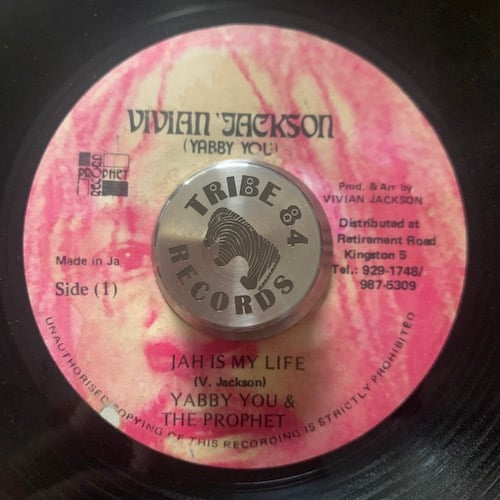 VIVIAN JACKSON
(YABBY YOU)
PROPHET
RECORD
Prod. & Arr by
VIVIAN JACKSON
TRIBE 84
RECORDS
Distributed at
Retirement Road
Kingston 5
Tel.: 929-1748/
987-5309
Made in Ja
Side (1)
JAH IS MY LIFE
(V. Jackson)
YABBY YOU &
THE PROPHET
UNAUTHORISED COPYING OF THIS RECORDING IS STRICTLY PROHIBITED